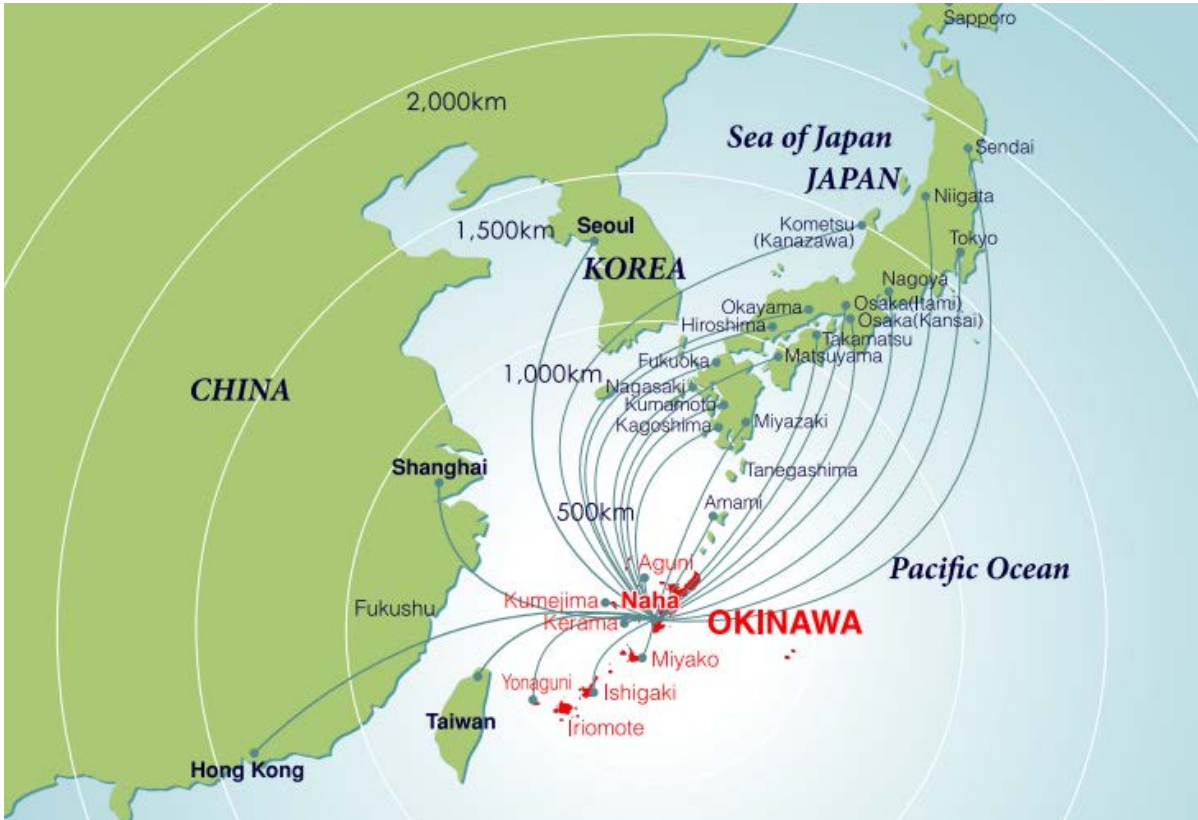 Sapporo
2,000km
Sea of Japan
JAPAN
Sendai
Niigata
Kometsu
(Kanazawa)
1,500km
Seoul
KOREA
Tokyo
Nagoya
Okayama
Osaka(Itami)
Hiroshima
Osaka(Kansai)
Takamatsu
Matsuyama
Fukuoka
1,000km
Nagasaki
CHINA
Kumamoto
Kagoshima
Miyazaki
Shanghai
Tanegashima
500km
Amami
Aguni
Pacific Ocean
Kumejima
Naha
Fukushu
Kerama
OKINAWA
Miyako
Yonaguni
Ishigaki
Taiwan
Iriomote
Hong Kong